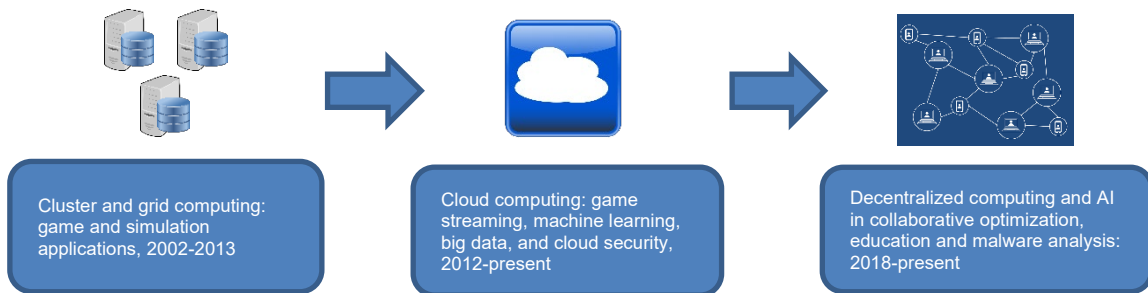 Cluster and grid computing:
game and simulation
applications, 2002-2013
Cloud computing: game
streaming, machine learning,
big data, and cloud security,
2012-present
Decentralized computing and AI
in collaborative optimization,
education and malware analysis:
2018-present